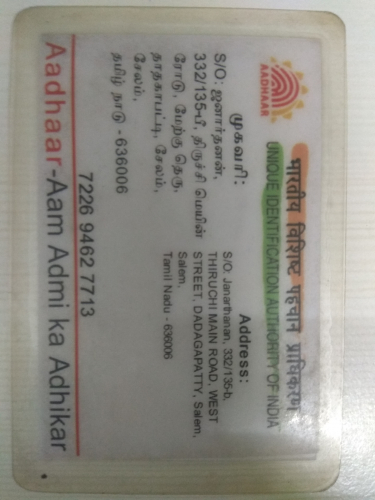 भारतीय विशिष्ट पहचान प्राधिकरण
UNIQUE IDENTIFICATION AUTHORITY OF INDIA
AADHAAR
முகவரி:
S/O: ஜனார்தனன்,
332/135-பி, திருச்சி மெயின்
ரோடு, மேற்கு தெரு,
தாதகாபட்டி, சேலம்,
சேலம்,
தமிழ் நாடு - 636006
Address:
S/O: Janarthanan, 332/135-b,
THIRUCHI MAIN ROAD, WEST
STREET, DADAGAPATTY, Salem,
Salem,
Tamil Nadu - 636006
7226 9462 7713
Aadhaar-Aam Admi ka Adhikar